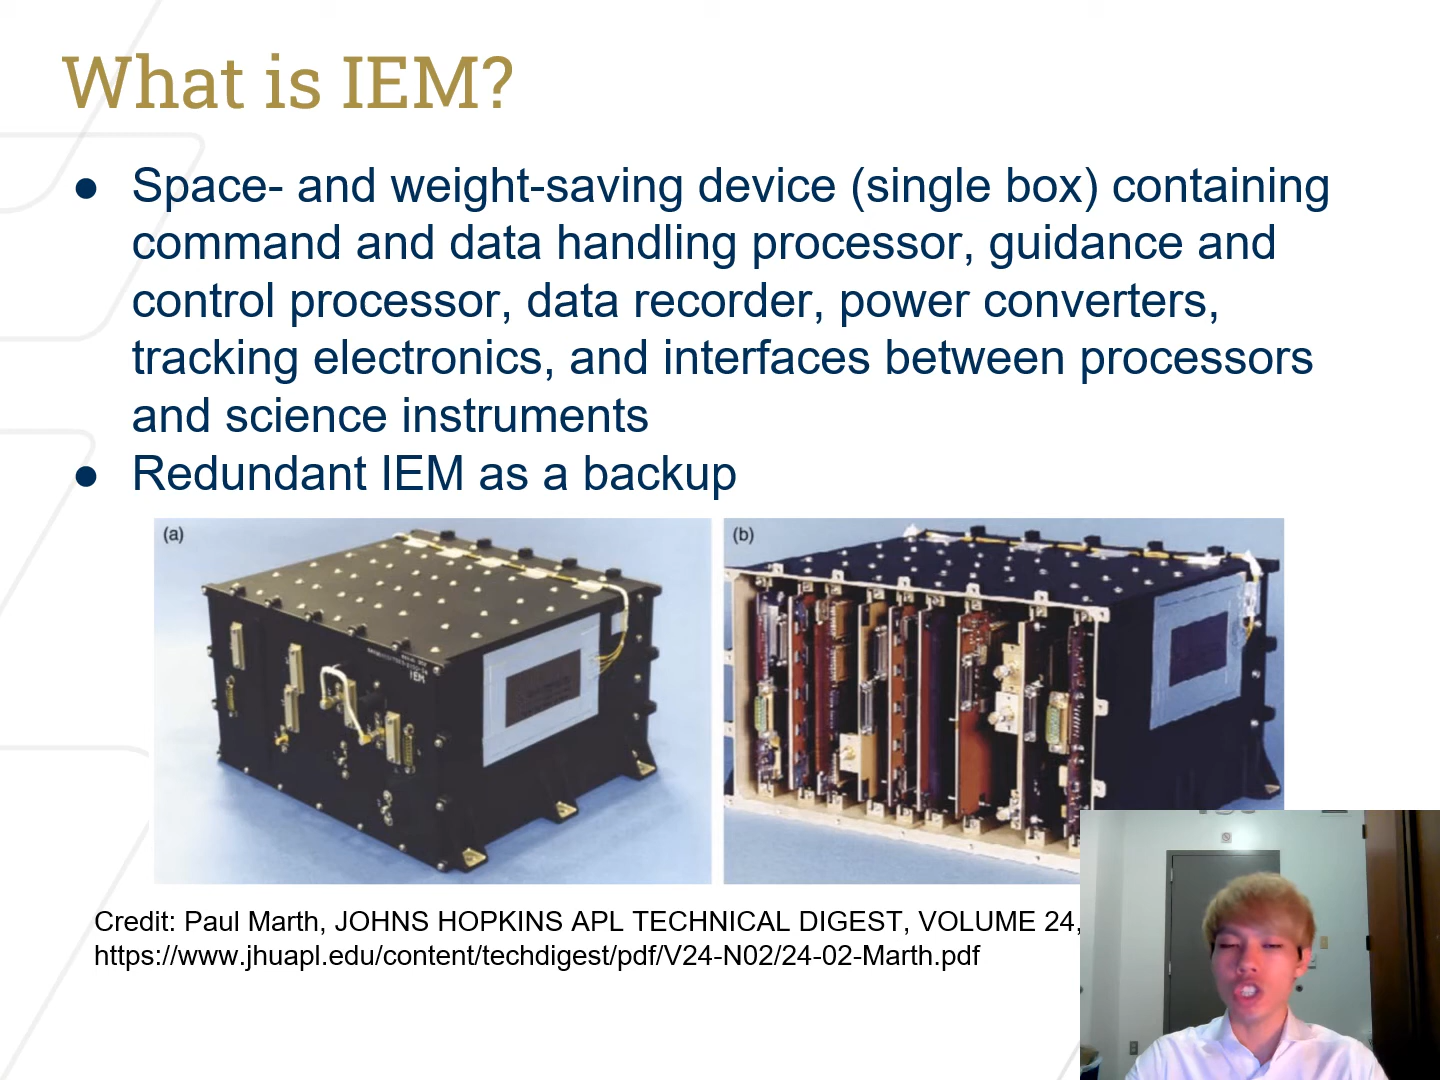 What is IEM?
● Space- and weight-saving device (single box) containing
command and data handling processor, guidance and
control processor, data recorder, power converters,
tracking electronics, and interfaces between processors
and science instruments
● Redundant IEM as a backup
(a)
(b)
IEM
Credit: Paul Marth, JOHNS HOPKINS APL TECHNICAL DIGEST, VOLUME 24,
https://www.jhuapl.edu/content/techdigest/pdf/V24-N02/24-02-Marth.pdf